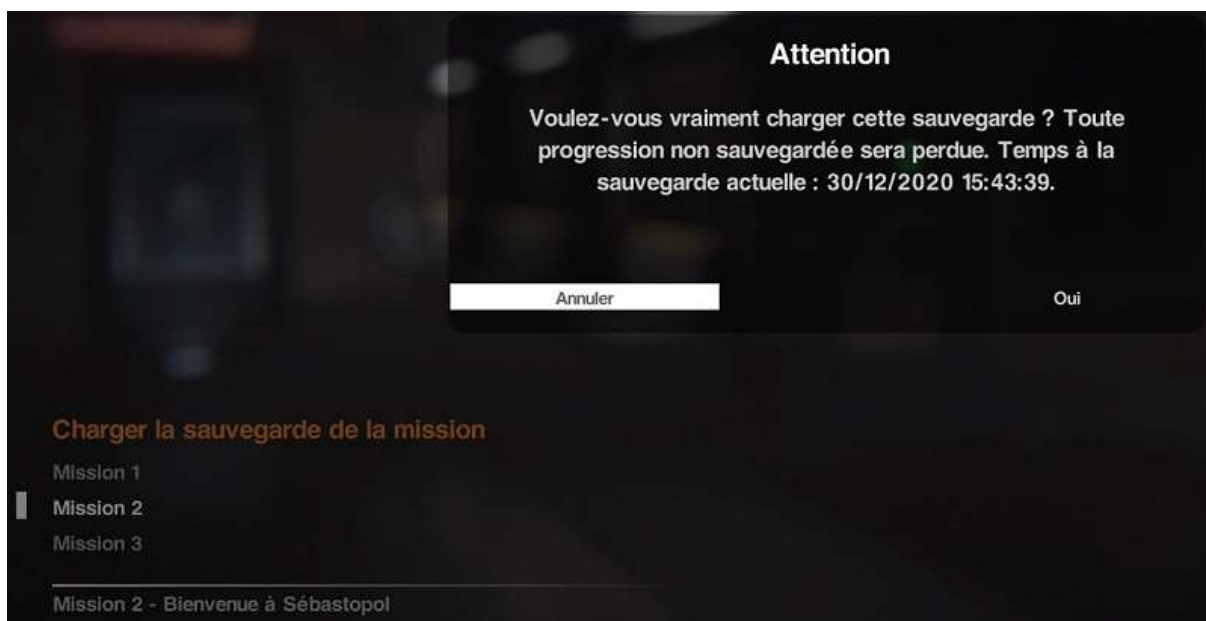 Attention
Voulez-vous vraiment charger cette sauvegarde ? Toute
progression non sauvegardée sera perdue. Temps à la
sauvegarde actuelle : 30/12/2020 15:43:39.
Annuler
Oui
Charger la sauvegarde de la mission
Mission 1
Mission 2
Mission 3
Mission 2 - Bienvenue à Sébastopol